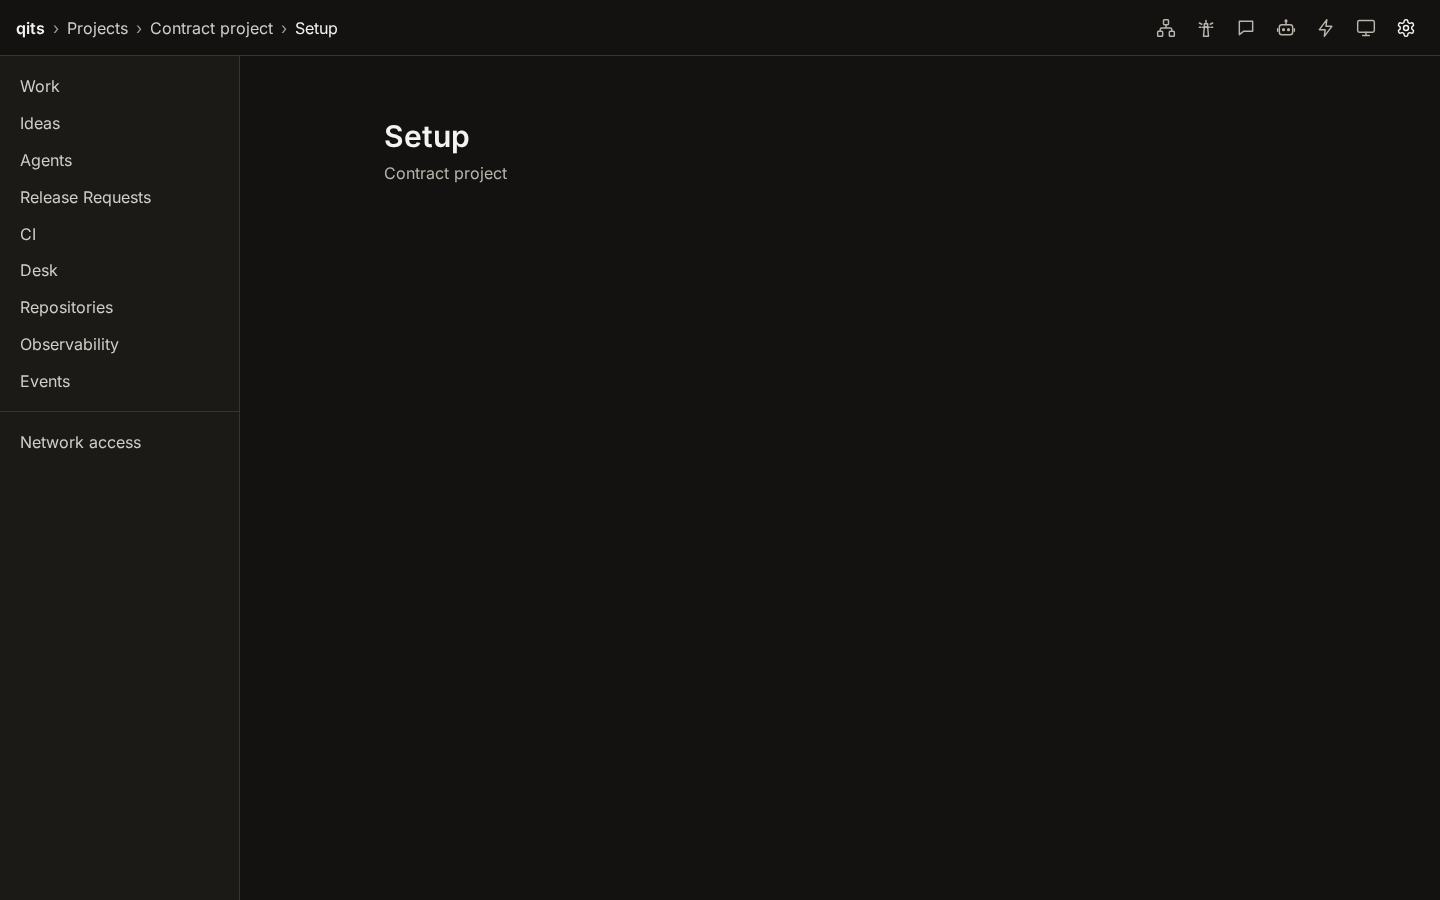 qits › Projects › Contract project › Setup
Work
Ideas
Agents
Release Requests
CI
Desk
Repositories
Observability
Events
Network access
Setup
Contract project